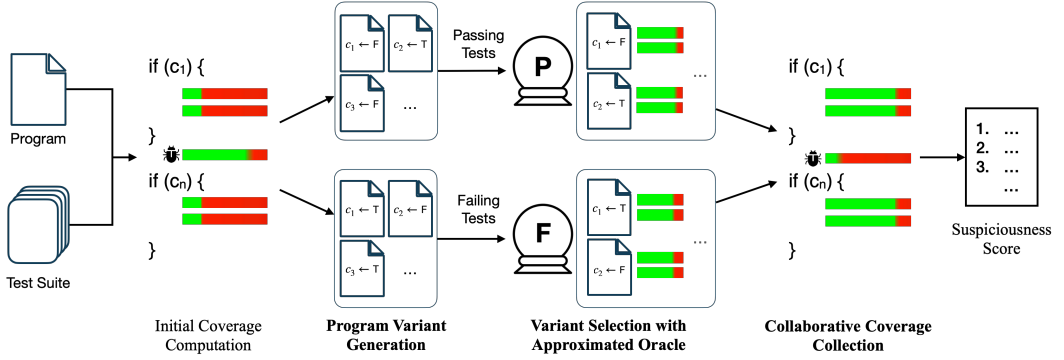 Program
Test Suite
if (c1) {
}
if (cn) {
}
Initial Coverage
Computation
c1 ← F
c2 ← T
c3 ← F
...
c1 ← T
c2 ← F
c3 ← T
...
Program Variant
Generation
Passing
Tests
P
Failing
Tests
F
c1 ← F
c2 ← T
...
c1 ← T
c2 ← F
...
Variant Selection with
Approximated Oracle
if (c1) {
}
if (cn) {
}
Collaborative Coverage
Collection
1. ...
2. ...
3. ...
...
Suspiciousness
Score